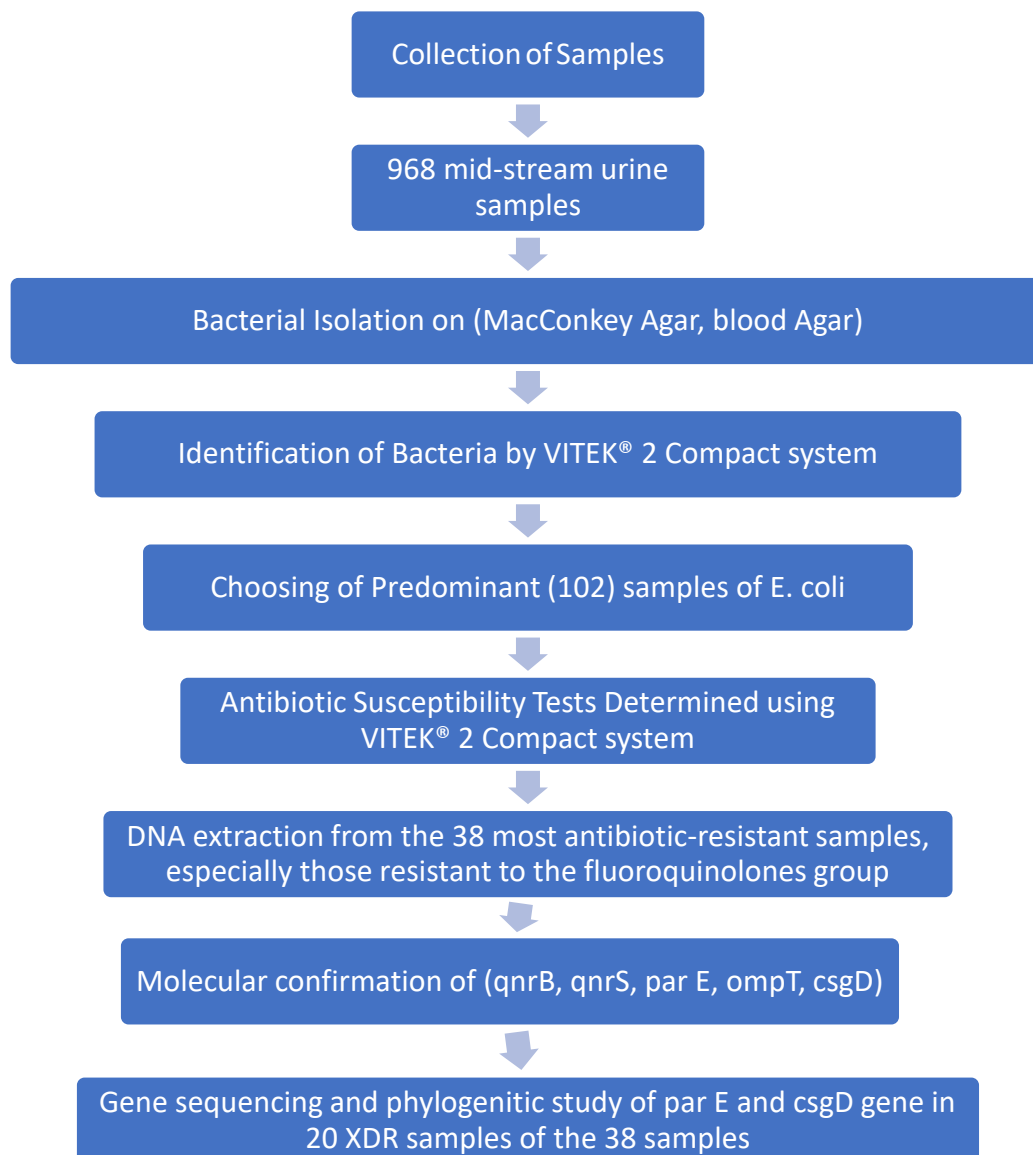 Collection of Samples
968 mid-stream urine
samples
Bacterial Isolation on (MacConkey Agar, blood Agar)
Identification of Bacteria by VITEK® 2 Compact system
Choosing of Predominant (102) samples of E. coli
Antibiotic Susceptibility Tests Determined using
VITEK® 2 Compact system
DNA extraction from the 38 most antibiotic-resistant samples,
especially those resistant to the fluoroquinolones group
Molecular confirmation of (qnrB, qnrS, par E, ompT, csgD)
Gene sequencing and phylogenitic study of par E and csgD gene in
20 XDR samples of the 38 samples